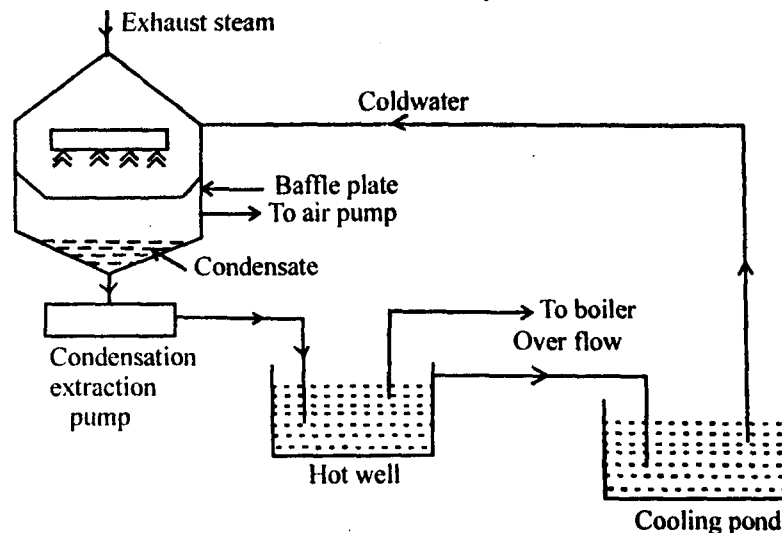 Exhaust steam
Coldwater
Baffle plate
To air pump
Condensate
To boiler
Over flow
Condensation
extraction
pump
Hot well
Cooling pond